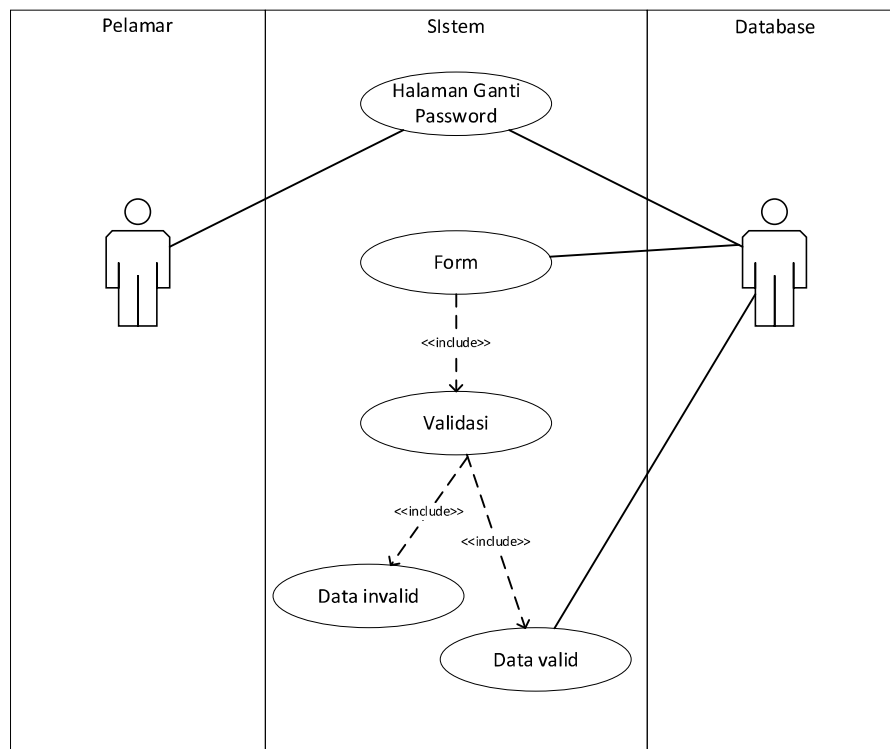 Pelamar
SIstem
Database
Halaman Ganti
Password
Form
<<include>>
Validasi
<<include>>
<<include>>
Data invalid
Data valid